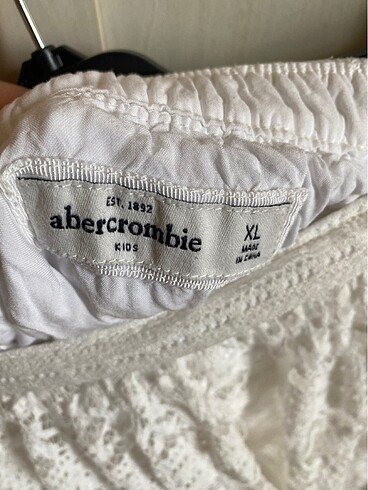 EST. 1892
abercrombie
KIDS
XL
MADE
IN CHINA